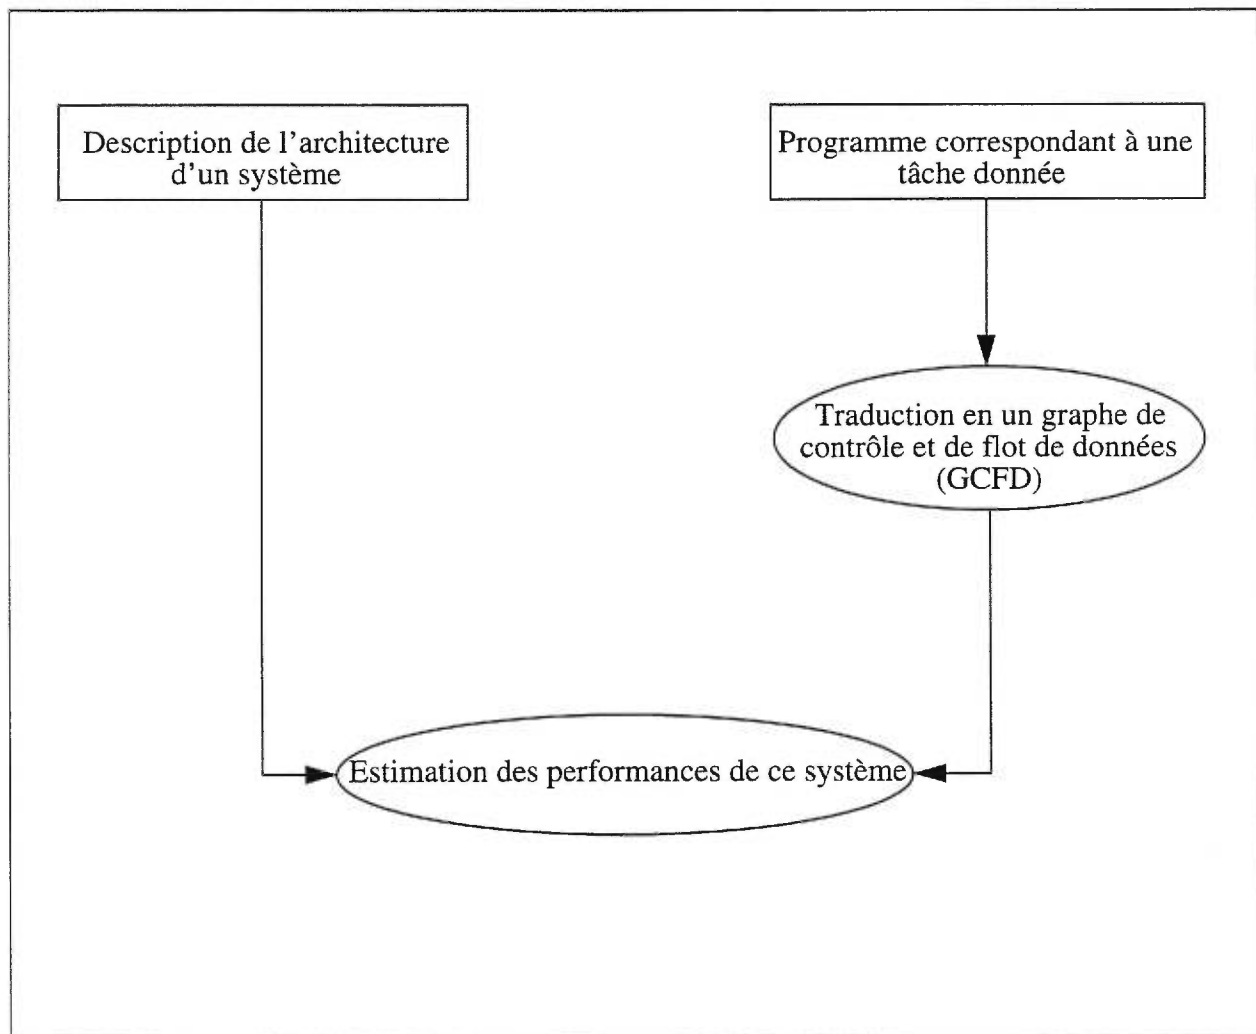 Description de l'architecture
d'un système
Programme correspondant à une
tâche donnée
Traduction en un graphe de
contrôle et de flot de données
(GCFD)
Estimation des performances de ce système